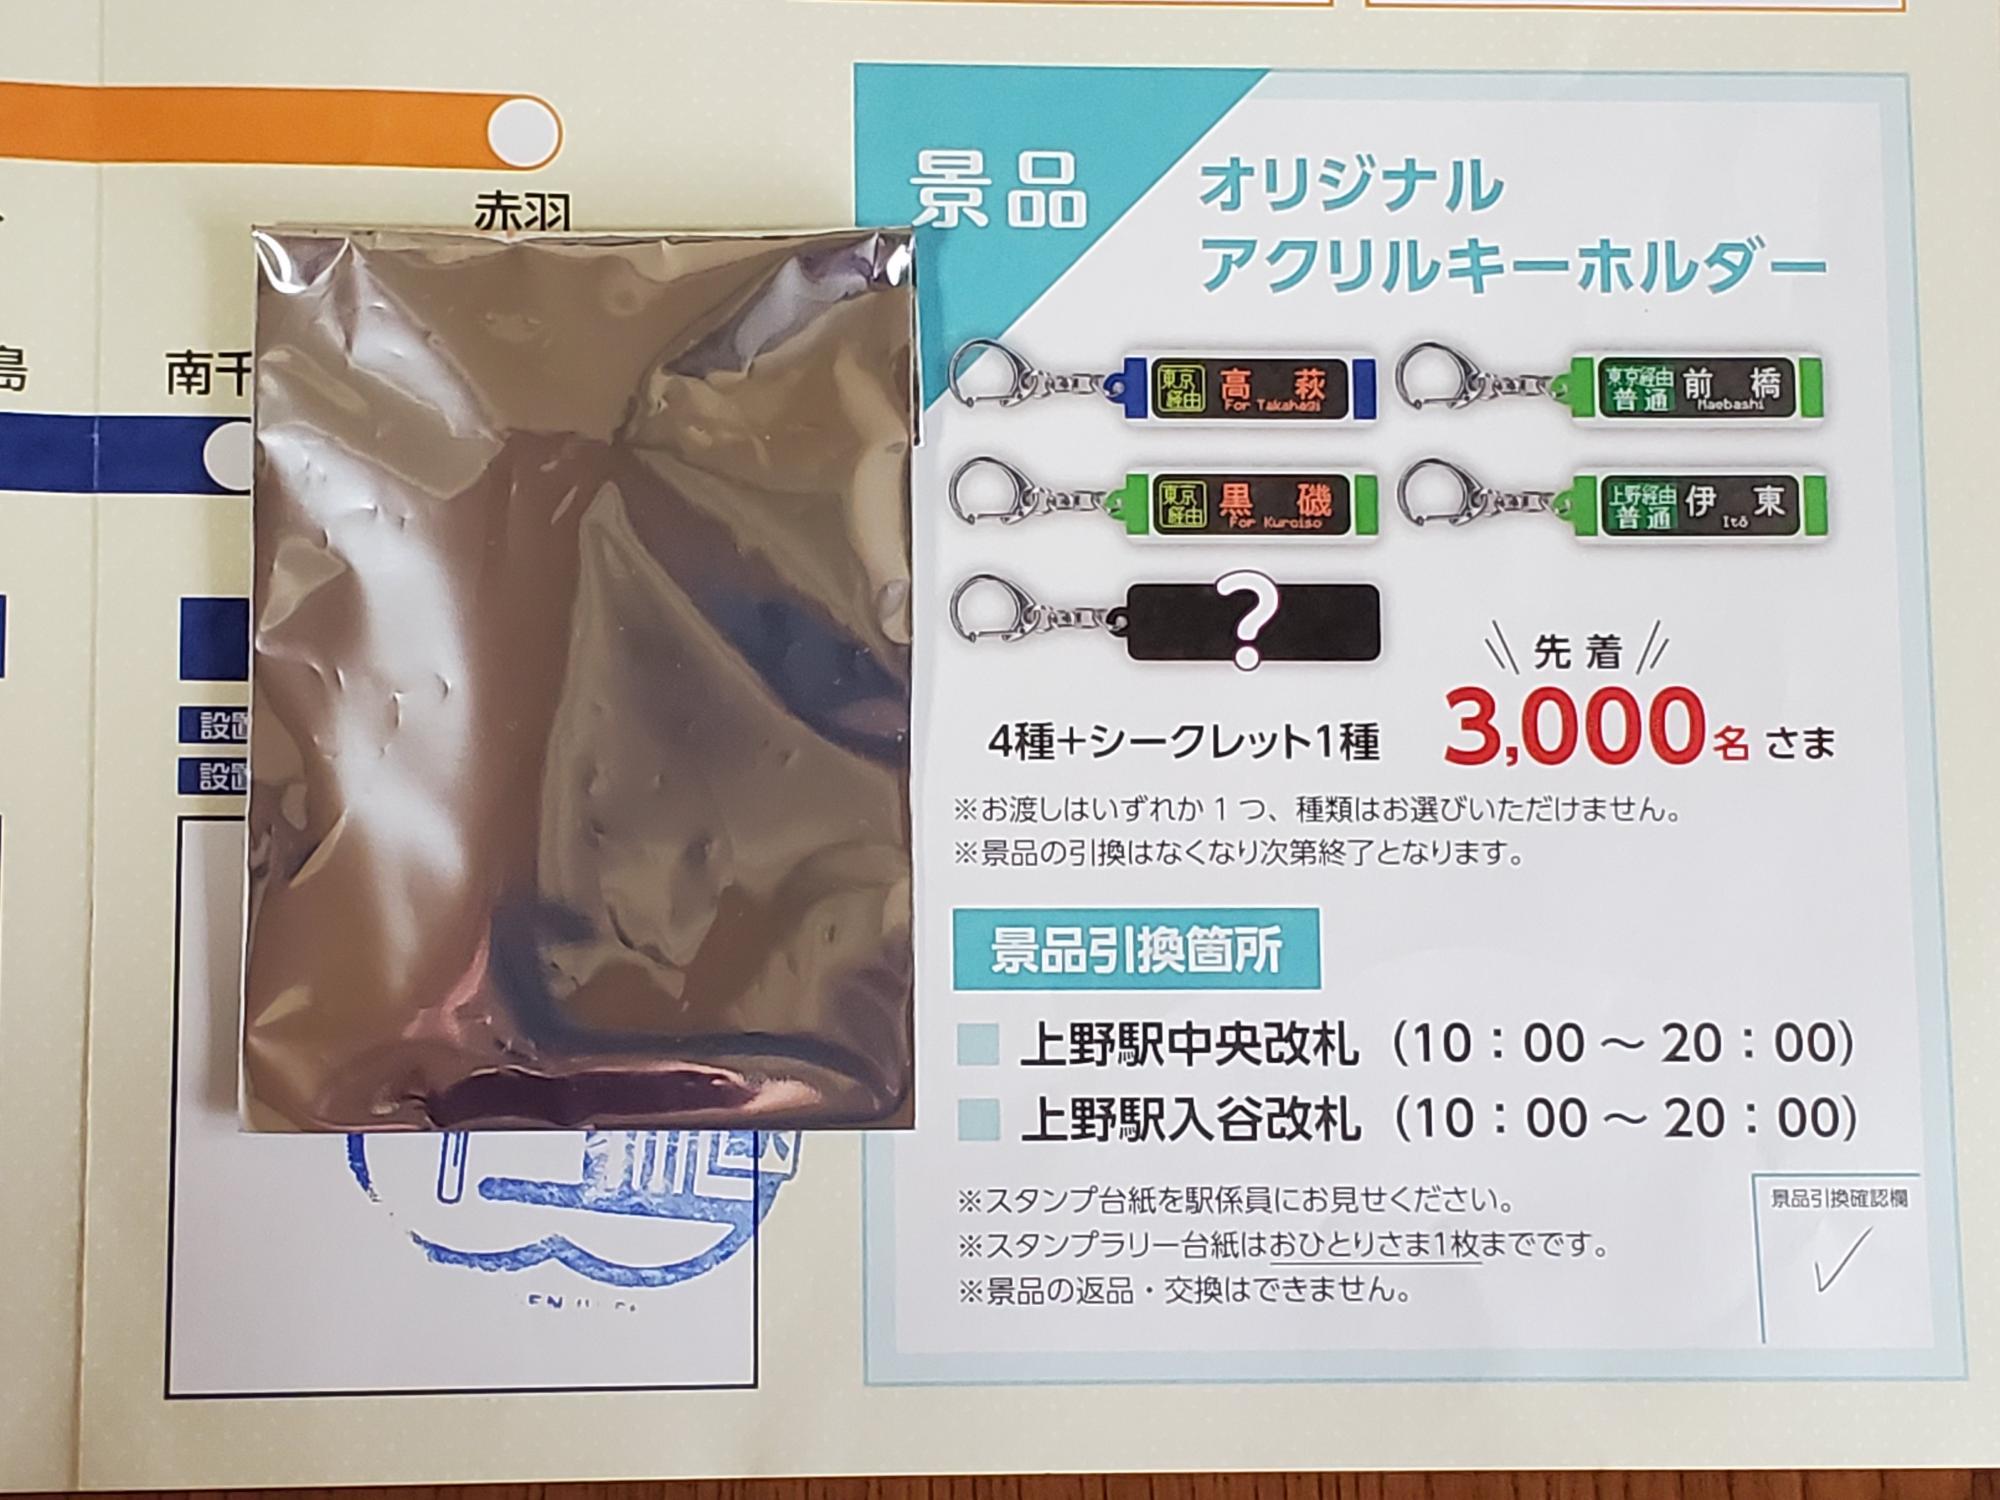 赤羽
島
南千
設置
設置
景品
オリジナル
アクリルキーホルダー
東京経由 高萩 For Takahagi
東京経由 普通 前橋 Maebashi
東京経由 黒磯 For Kuroiso
上野経由 普通 伊東 Itō
?
4種+シークレット1種
先着
3,000名さま
※お渡しはいずれか1つ、種類はお選びいただけません。
※景品の引換はなくなり次第終了となります。
景品引換箇所
上野駅中央改札（10：00～20：00）
上野駅入谷改札（10：00～20：00）
※スタンプ台紙を駅係員にお見せください。
※スタンプラリー台紙はおひとりさま1枚までです。
※景品の返品・交換はできません。
景品引換確認欄